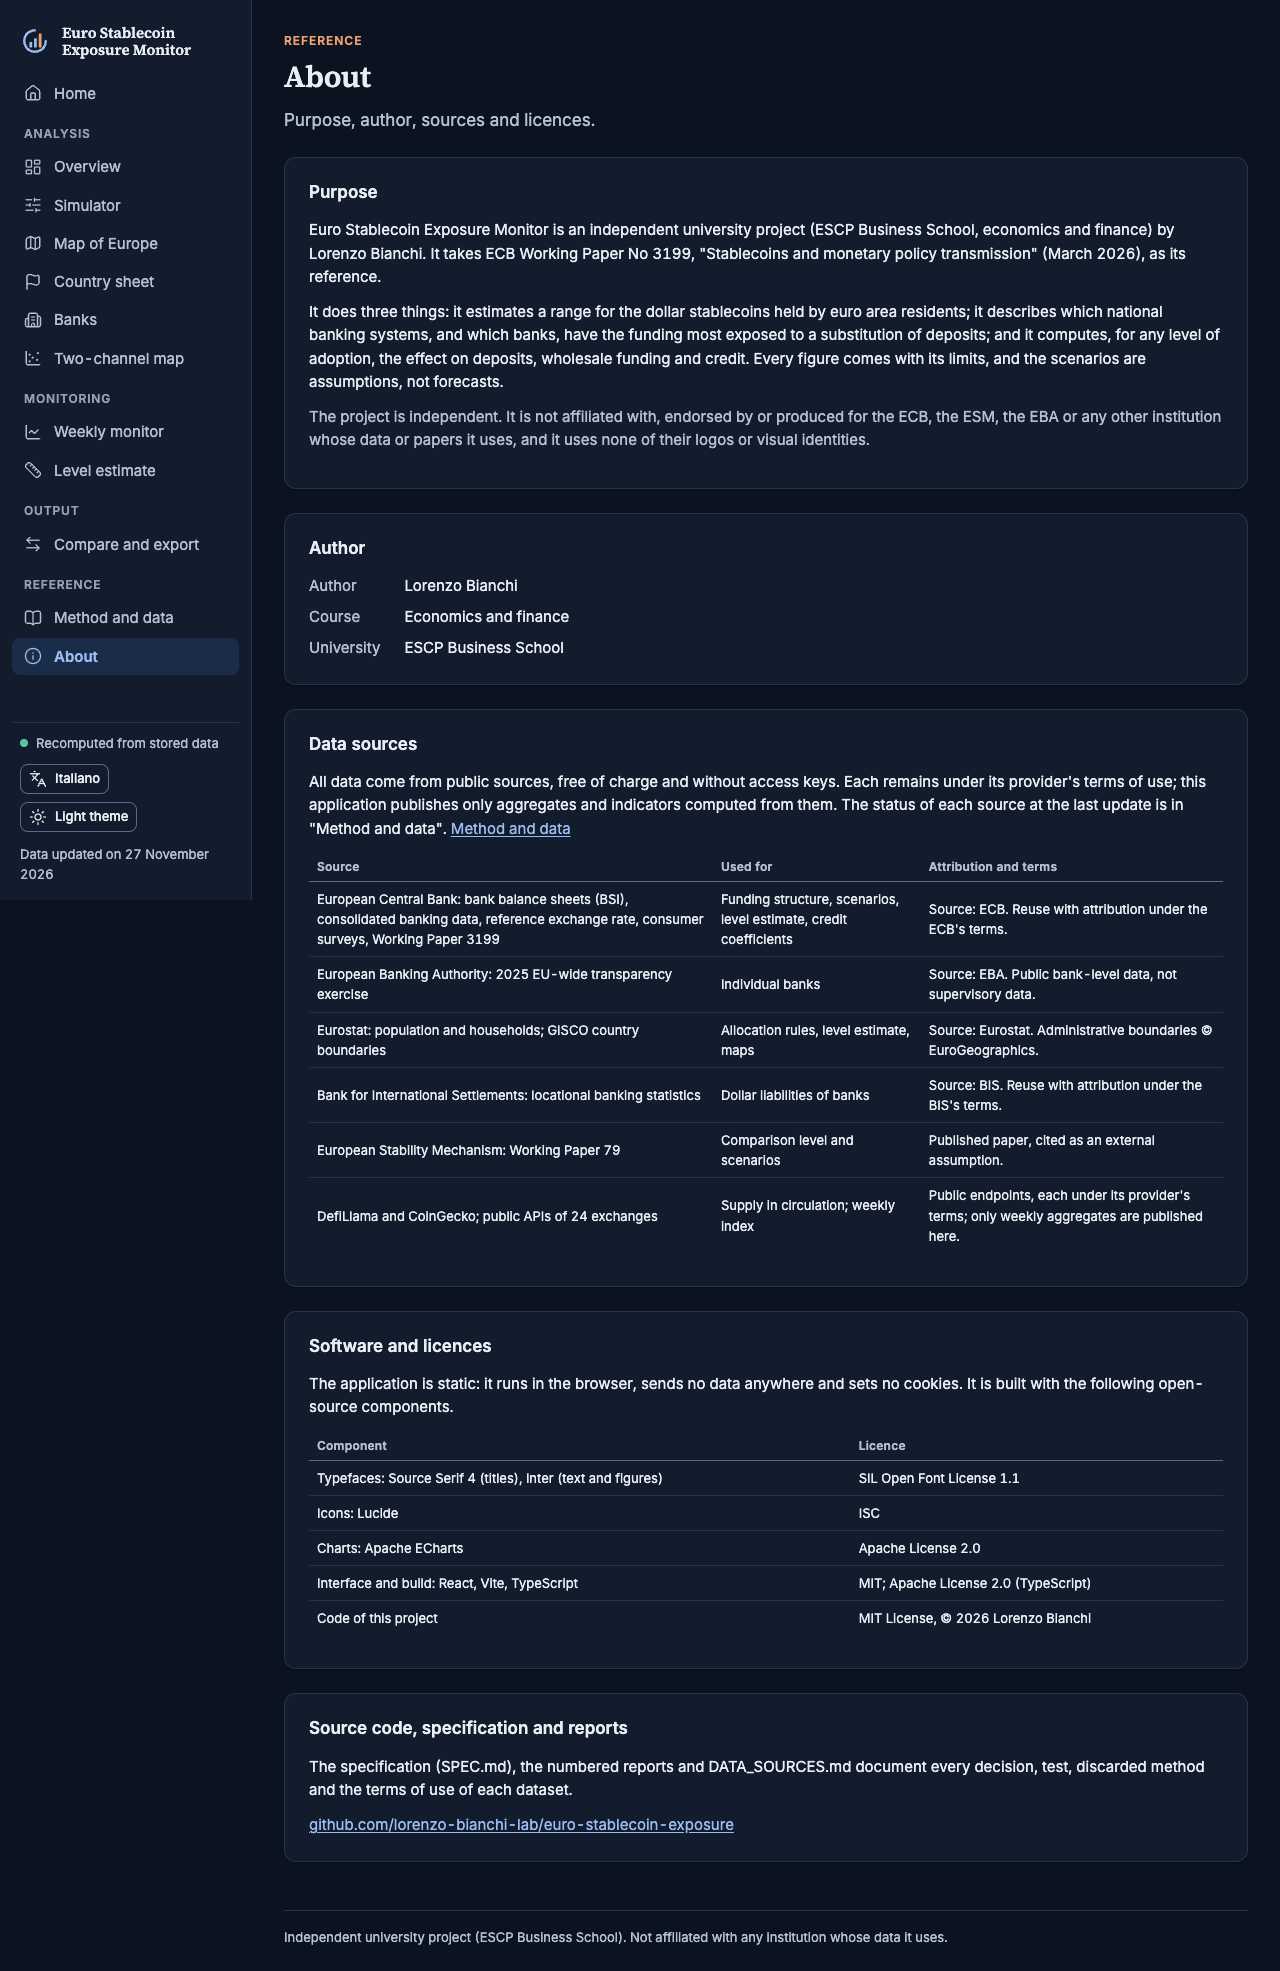 Euro Stablecoin
Exposure Monitor
Home
ANALYSIS
Overview
Simulator
Map of Europe
Country sheet
Banks
Two-channel map
MONITORING
Weekly monitor
Level estimate
OUTPUT
Compare and export
REFERENCE
Method and data
About
Recomputed from stored data
Italiano
Light theme
Data updated on 27 November
2026
REFERENCE
About
Purpose, author, sources and licences.
Purpose
Euro Stablecoin Exposure Monitor is an independent university project (ESCP Business School, economics and finance) by
Lorenzo Bianchi. It takes ECB Working Paper No 3199, "Stablecoins and monetary policy transmission" (March 2026), as its
reference.
It does three things: it estimates a range for the dollar stablecoins held by euro area residents; it describes which national
banking systems, and which banks, have the funding most exposed to a substitution of deposits; and it computes, for any level of
adoption, the effect on deposits, wholesale funding and credit. Every figure comes with its limits, and the scenarios are
assumptions, not forecasts.
The project is independent. It is not affiliated with, endorsed by or produced for the ECB, the ESM, the EBA or any other institution
whose data or papers it uses, and it uses none of their logos or visual identities.
Author
Author Lorenzo Bianchi
Course Economics and finance
University ESCP Business School
Data sources
All data come from public sources, free of charge and without access keys. Each remains under its provider's terms of use; this
application publishes only aggregates and indicators computed from them. The status of each source at the last update is in
"Method and data". Method and data
Source Used for Attribution and terms
European Central Bank: bank balance sheets (BSI),
consolidated banking data, reference exchange rate, consumer
surveys, Working Paper 3199
Funding structure, scenarios,
level estimate, credit
coefficients
Source: ECB. Reuse with attribution under the
ECB's terms.
European Banking Authority: 2025 EU-wide transparency
exercise
Individual banks
Source: EBA. Public bank-level data, not
supervisory data.
Eurostat: population and households; GISCO country
boundaries
Allocation rules, level estimate,
maps
Source: Eurostat. Administrative boundaries ©
EuroGeographics.
Bank for International Settlements: locational banking statistics
Dollar liabilities of banks
Source: BIS. Reuse with attribution under the
BIS's terms.
European Stability Mechanism: Working Paper 79
Comparison level and
scenarios
Published paper, cited as an external
assumption.
DefiLlama and CoinGecko; public APIs of 24 exchanges
Supply in circulation; weekly
index
Public endpoints, each under its provider's
terms; only weekly aggregates are published
here.
Software and licences
The application is static: it runs in the browser, sends no data anywhere and sets no cookies. It is built with the following open-
source components.
Component Licence
Typefaces: Source Serif 4 (titles), Inter (text and figures) SIL Open Font License 1.1
Icons: Lucide ISC
Charts: Apache ECharts Apache License 2.0
Interface and build: React, Vite, TypeScript MIT; Apache License 2.0 (TypeScript)
Code of this project MIT License, © 2026 Lorenzo Bianchi
Source code, specification and reports
The specification (SPEC.md), the numbered reports and DATA_SOURCES.md document every decision, test, discarded method
and the terms of use of each dataset.
github.com/lorenzo-bianchi-lab/euro-stablecoin-exposure
Independent university project (ESCP Business School). Not affiliated with any institution whose data it uses.